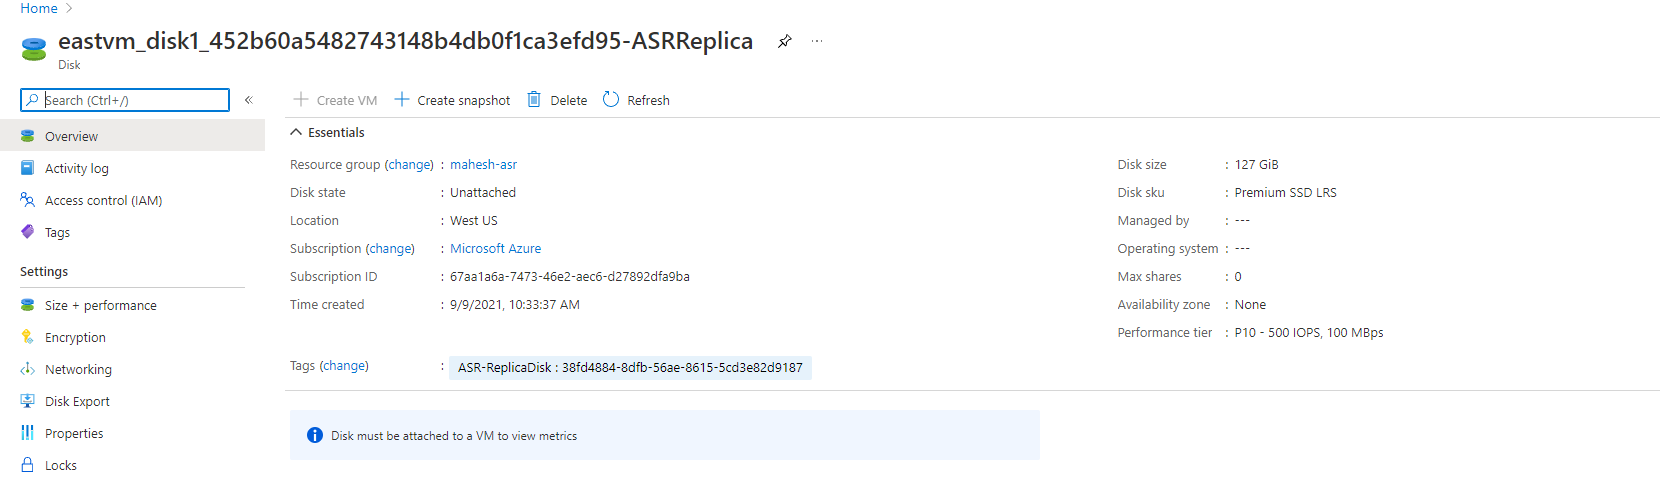 Home
eastvm_disk1_452b60a5482743148b4db0f1ca3efd95-ASRReplica
Disk
Search (Ctrl+/)
Create VM
Create snapshot
Delete
Refresh
Overview
Activity log
Access control (IAM)
Tags
Settings
Size + performance
Encryption
Networking
Disk Export
Properties
Locks
Essentials
Resource group (change) : mahesh-asr
Disk state : Unattached
Location : West US
Subscription (change) : Microsoft Azure
Subscription ID : 67aa1a6a-7473-46e2-aec6-d27892dfa9ba
Time created : 9/9/2021, 10:33:37 AM
Disk size : 127 GiB
Disk sku : Premium SSD LRS
Managed by : ---
Operating system : ---
Max shares : 0
Availability zone : None
Performance tier : P10 - 500 IOPS, 100 MBps
Tags (change) : ASR-ReplicaDisk : 38fd4884-8dfb-56ae-8615-5cd3e82d9187
Disk must be attached to a VM to view metrics